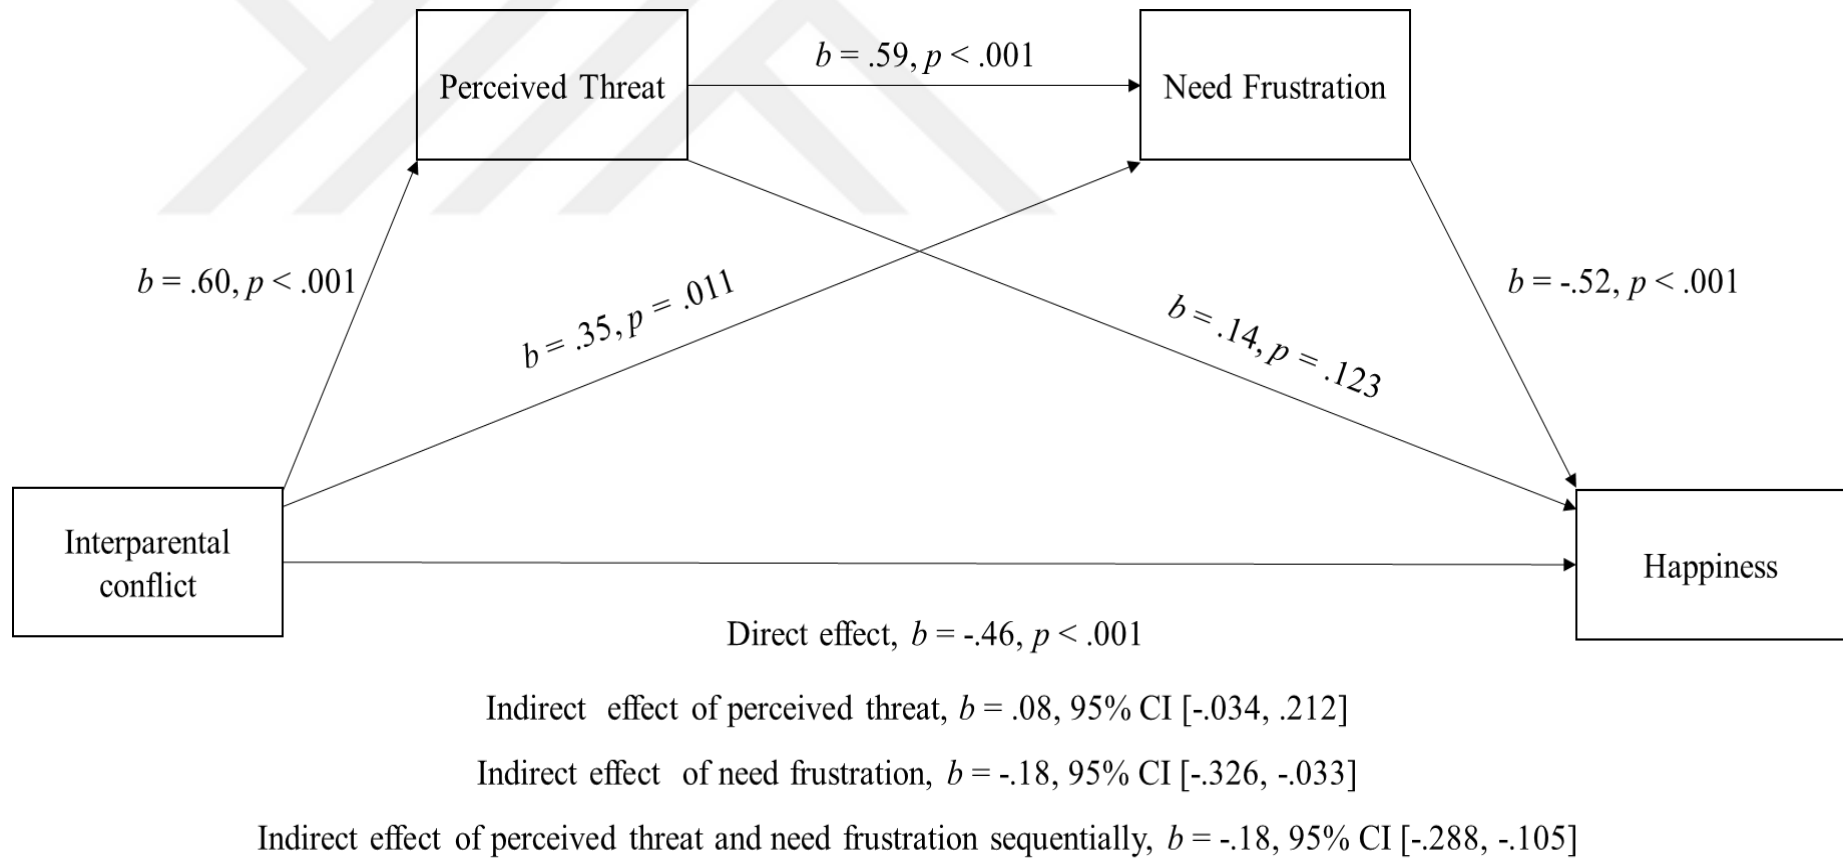 b = .59, p < .001
Perceived Threat
Need Frustration
b = .60, p < .001
b = .35, p = .011
b = .14, p = .123
b = -.52, p < .001
Interparental
conflict
Happiness
Direct effect, b = -.46, p < .001
Indirect effect of perceived threat, b = .08, 95% CI [-.034, .212]
Indirect effect of need frustration, b = -.18, 95% CI [-.326, -.033]
Indirect effect of perceived threat and need frustration sequentially, b = -.18, 95% CI [-.288, -.105]